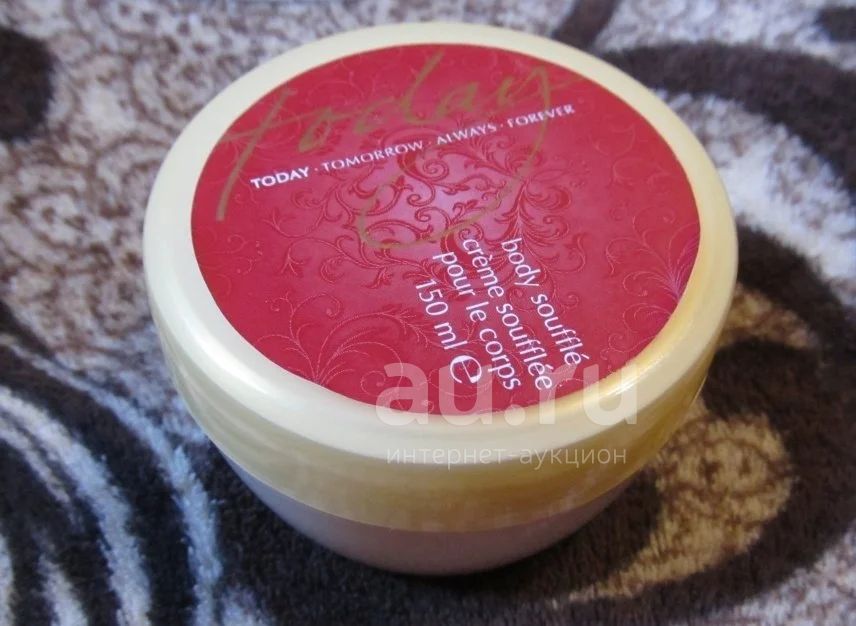 today
TODAY · TOMORROW · ALWAYS · FOREVER
body soufflé
crème soufflée
pour le corps
150 ml e
au.ru
интернет-аукцион